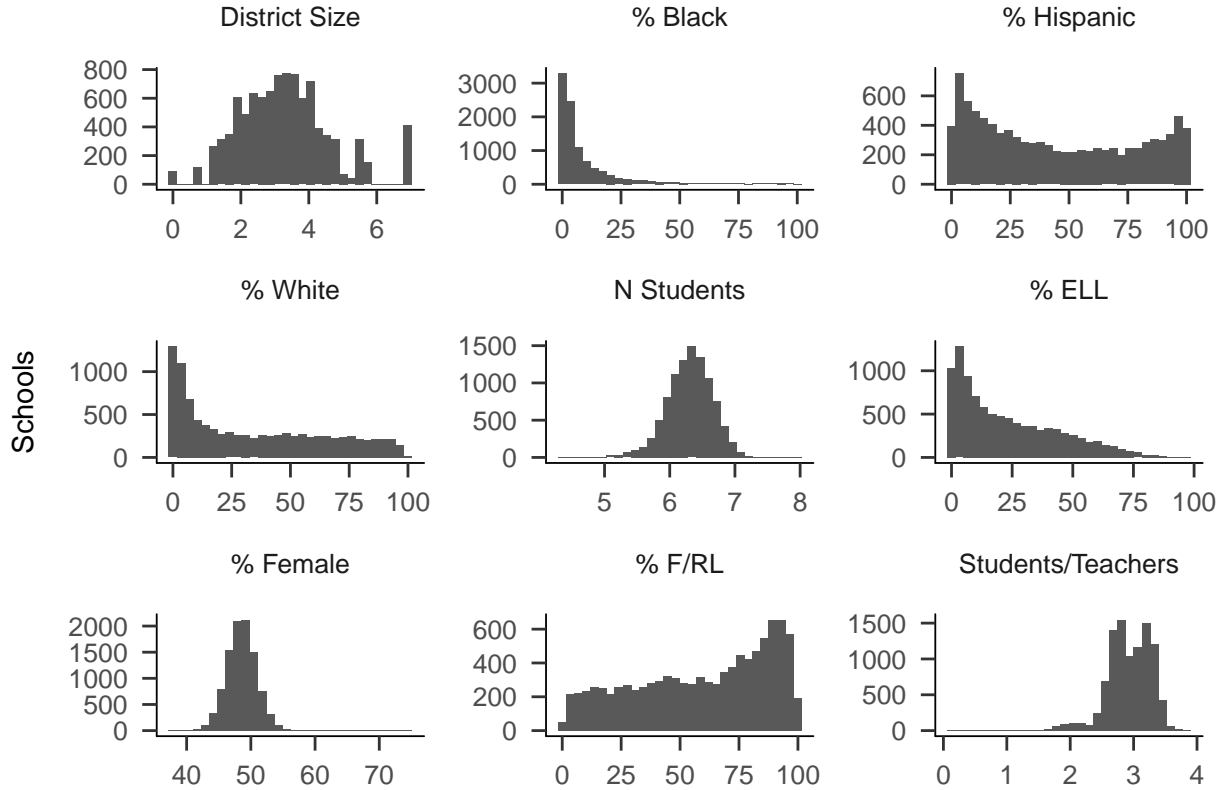 District Size
% Black
% Hispanic
800
600
400
200
0
0 2 4 6
3000
2000
1000
0
0 25 50 75 100
600
400
200
0
0 25 50 75 100
% White
N Students
% ELL
Schools
1000
500
0
0 25 50 75 100
1500
1000
500
0
5 6 7 8
1000
500
0
0 25 50 75 100
% Female
% F/RL
Students/Teachers
2000
1500
1000
500
0
40 50 60 70
600
400
200
0
0 25 50 75 100
1500
1000
500
0
0 1 2 3 4